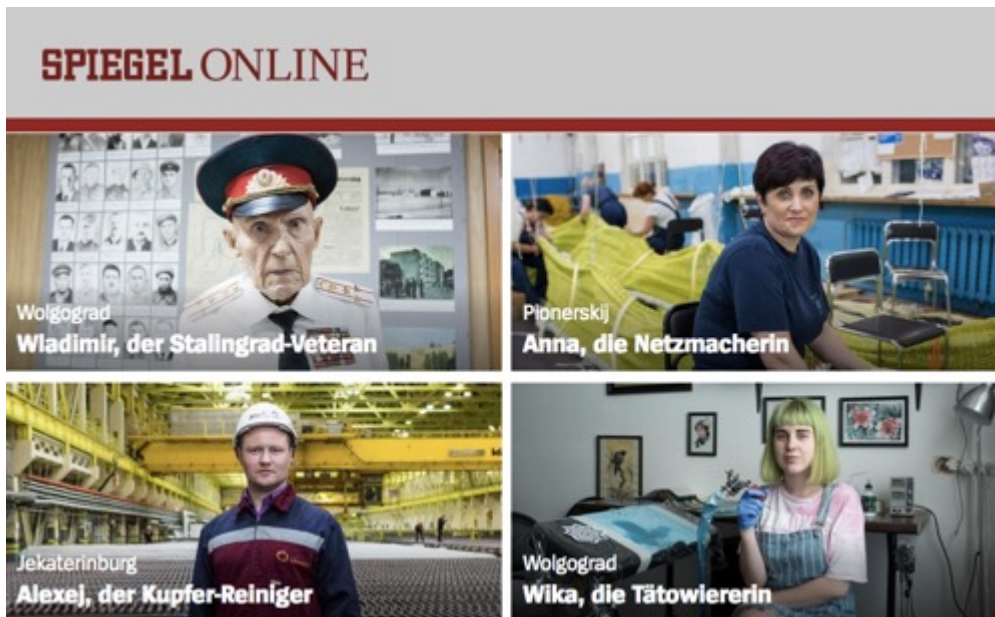 SPIEGEL ONLINE
Wolgograd
Wladimir, der Stalingrad-Veteran
Pionerskij
Anna, die Netzmacherin
Jekaterinburg
Alexej, der Kupfer-Reiniger
Wolgograd
Wika, die Tätowiererin